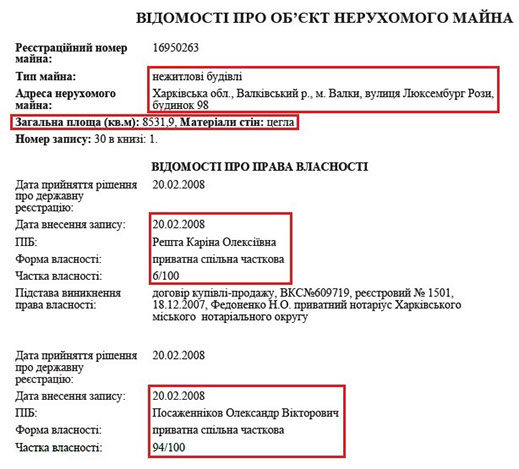 ВІДОМОСТІ ПРО ОБ’ЄКТ НЕРУХОМОГО МАЙНА
Реєстраційний номер 16950263
майна:
Тип майна: нежитлові будівлі
Адреса нерухомого Харківська обл., Валківський р., м. Валки, вулиця Люксембург Рози,
майна: будинок 98
Загальна площа (кв.м): 8531,9, Матеріали стін: цегла
Номер запису: 30 в книзі: 1.
ВІДОМОСТІ ПРО ПРАВА ВЛАСНОСТІ
Дата прийняття рішення 20.02.2008
про державну
реєстрацію:
Дата внесення запису: 20.02.2008
ПІБ: Решта Каріна Олексіївна
Форма власності: приватна спільна часткова
Частка власності: 6/100
Підстава виникнення договір купівлі-продажу, ВКС№609719, реєстровий № 1501,
права власності: 18.12.2007, Федоненко Н.О. приватний нотаріус Харківського
міського нотаріального округу
Дата прийняття рішення 20.02.2008
про державну
реєстрацію:
Дата внесення запису: 20.02.2008
ПІБ: Посаженніков Олександр Вікторович
Форма власності: приватна спільна часткова
Частка власності: 94/100